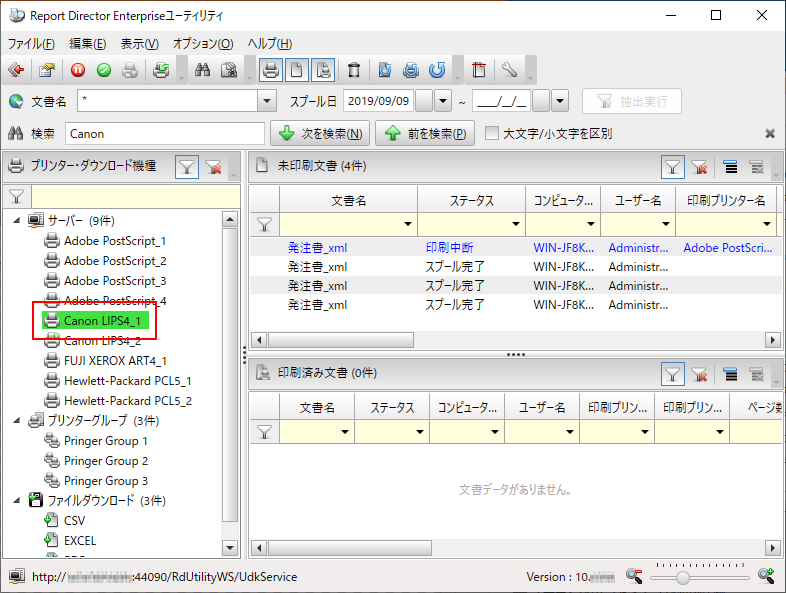 Report Director Enterpriseユーティリティ
ファイル(F) 編集(E) 表示(V) オプション(O) ヘルプ(H)
文書名 * スプール日 2019/09/09 ~ ___/__/__ 抽出実行
検索 Canon 次を検索(N) 前を検索(P) 大文字/小文字を区別
プリンター・ダウンロード機種
サーバー (9件)
Adobe PostScript_1
Adobe PostScript_2
Adobe PostScript_3
Adobe PostScript_4
Canon LIPS4_1
Canon LIPS4_2
FUJI XEROX ART4_1
Hewlett-Packard PCL5_1
Hewlett-Packard PCL5_2
プリンターグループ (3件)
Pringer Group 1
Pringer Group 2
Pringer Group 3
ファイルダウンロード (3件)
CSV
EXCEL
未印刷文書 (4件)
文書名 ステータス コンピュータ... ユーザー名 印刷プリンター名
発注書_xml 印刷中断 WIN-JF8K... Administr... Adobe PostScri...
発注書_xml スプール完了 WIN-JF8K... Administr...
発注書_xml スプール完了 WIN-JF8K... Administr...
発注書_xml スプール完了 WIN-JF8K... Administr...
印刷済み文書 (0件)
文書名 ステータス コンピュータ... ユーザー名 印刷プリン... 印刷プリン... ページ数
文書データがありません。
http://:44090/RdUtilityWS/UdkService Version : 10.